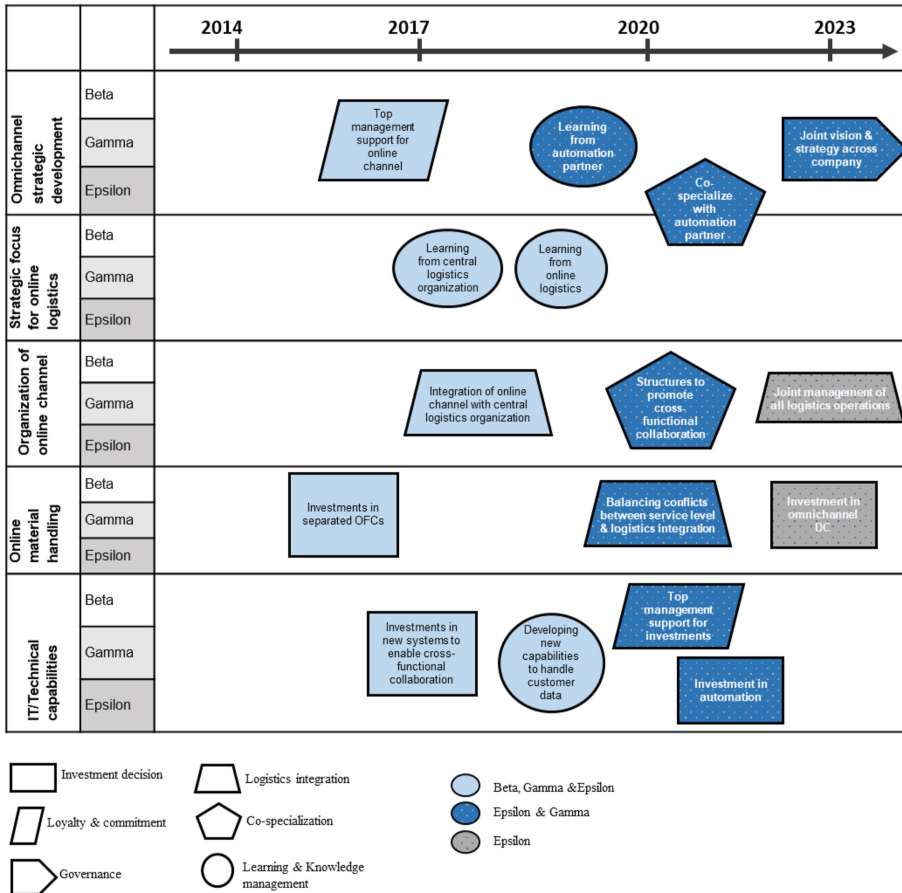 2014
2017
2020
2023
Omnichannel
strategic
development
Beta
Gamma
Epsilon
Top
management
support for
online
channel
Learning
from
automation
partner
Co-
specialize
with
automation
partner
Joint vision &
strategy across
company
Strategic focus
for online
logistics
Beta
Gamma
Epsilon
Learning
from central
logistics
organization
Learning
from
online
logistics
Organization of
online channel
Beta
Gamma
Epsilon
Integration of online
channel with central
logistics organization
Structures to
promote
cross-
functional
collaboration
Joint management of
all logistics operations
Online
material
handling
Beta
Gamma
Epsilon
Investments in
separated OFCs
Balancing conflicts
between service level
& logistics integration
Investment in
omnichannel
DC
IT/Technical
capabilities
Beta
Gamma
Epsilon
Investments in
new systems to
enable cross-
functional
collaboration
Developing
new
capabilities
to handle
customer
data
Top
management
support for
investments
Investment in
automation
Investment decision
Loyalty & commitment
Governance
Logistics integration
Co-specialization
Learning & Knowledge
management
Beta, Gamma &Epsilon
Epsilon & Gamma
Epsilon